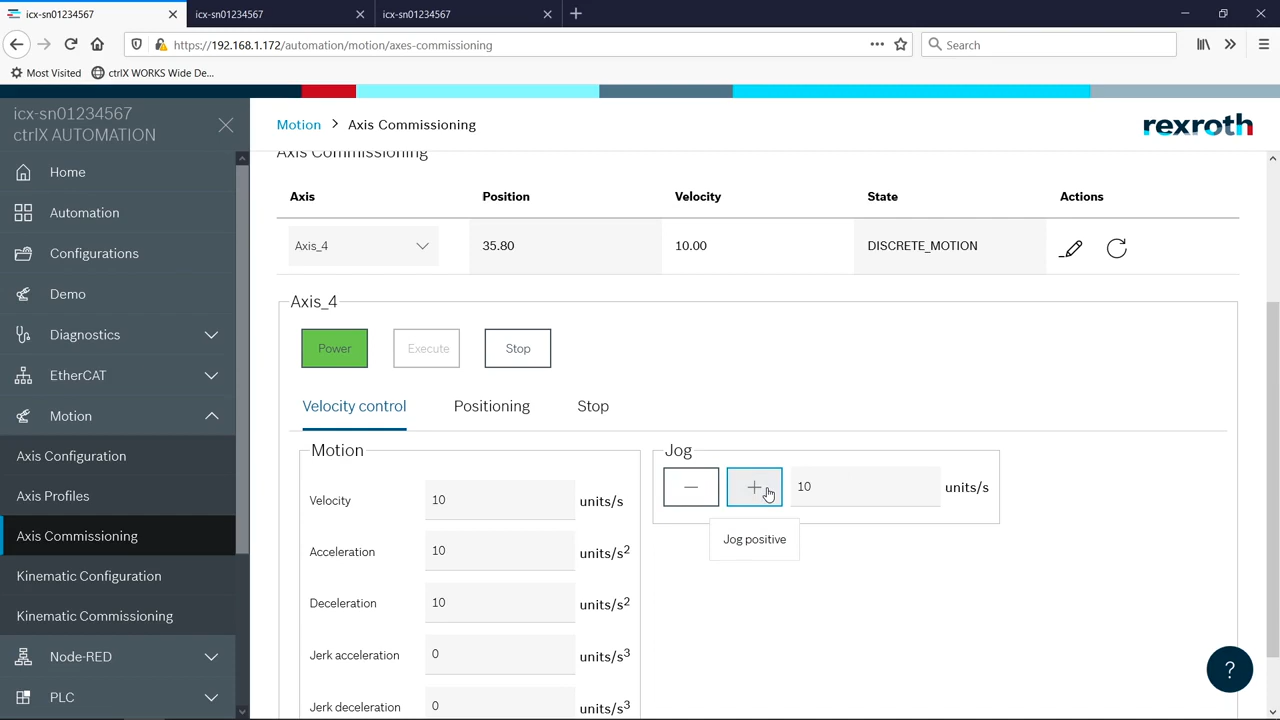 icx-sn01234567
icx-sn01234567
icx-sn01234567
https://192.168.1.172/automation/motion/axes-commissioning
Search
Most Visited
ctrlX WORKS Wide De...
icx-sn01234567
ctrlX AUTOMATION
Motion > Axis Commissioning
rexroth
Home
Automation
Configurations
Demo
Diagnostics
EtherCAT
Motion
Axis Configuration
Axis Profiles
Axis Commissioning
Kinematic Configuration
Kinematic Commissioning
Node-RED
PLC
Axis Commissioning
Axis Position Velocity State Actions
Axis_4 35.80 10.00 DISCRETE_MOTION
Axis_4
Power Execute Stop
Velocity control Positioning Stop
Motion
Velocity 10 units/s
Acceleration 10 units/s²
Deceleration 10 units/s²
Jerk acceleration 0 units/s³
Jerk deceleration 0 units/s³
Jog
− + 10 units/s
Jog positive
?